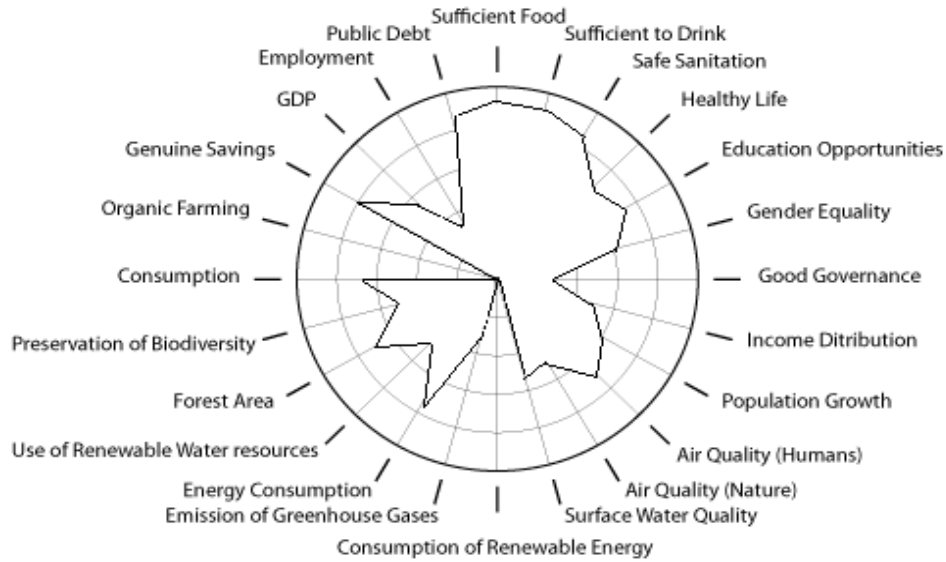 Sufficient Food
Public Debt
Sufficient to Drink
Employment
Safe Sanitation
GDP
Healthy Life
Genuine Savings
Education Opportunities
Organic Farming
Gender Equality
Consumption
Good Governance
Preservation of Biodiversity
Income Ditribution
Forest Area
Population Growth
Use of Renewable Water resources
Air Quality (Humans)
Energy Consumption
Air Quality (Nature)
Emission of Greenhouse Gases
Surface Water Quality
Consumption of Renewable Energy